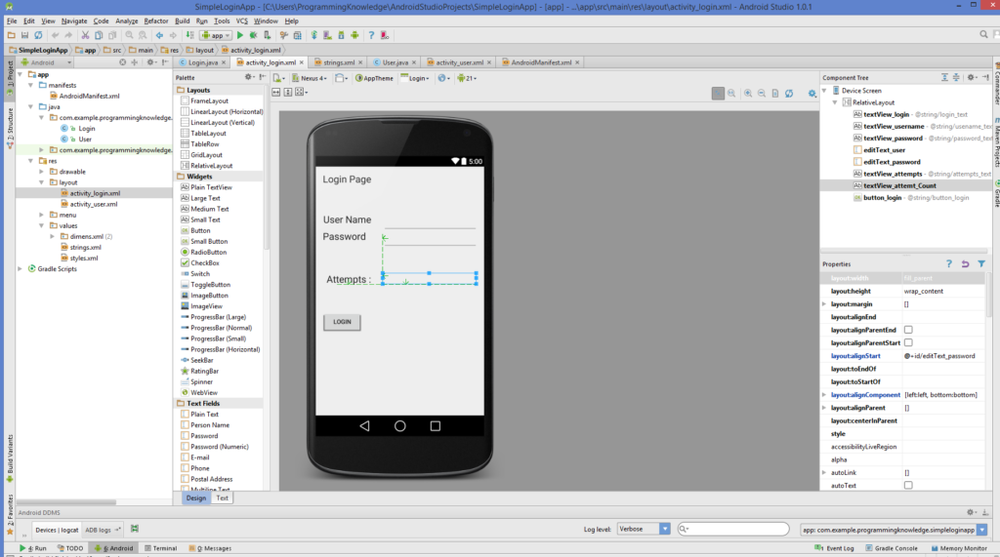 SimpleLoginApp - [C:\Users\ProgrammingKnowledge\AndroidStudioProjects\SimpleLoginApp] - [app] - ...\app\src\main\res\layout\activity_login.xml - Android Studio 1.0.1
File Edit View Navigate Code Analyze Refactor Build Run Tools VCS Window Help
app
SimpleLoginApp app src main res layout activity_login.xml
Android
Login.java activity_login.xml strings.xml User.java activity_user.xml AndroidManifest.xml
1: Project
2: Structure
Build Variants
2: Favorites
app
manifests
AndroidManifest.xml
java
com.example.programmingknowledge.
Login
User
com.example.programmingknowledge.
res
drawable
layout
activity_login.xml
activity_user.xml
menu
values
dimens.xml (2)
strings.xml
styles.xml
Gradle Scripts
Palette
Layouts
FrameLayout
LinearLayout (Horizontal)
LinearLayout (Vertical)
TableLayout
TableRow
GridLayout
RelativeLayout
Widgets
Plain TextView
Large Text
Medium Text
Small Text
Button
Small Button
RadioButton
CheckBox
Switch
ToggleButton
ImageButton
ImageView
ProgressBar (Large)
ProgressBar (Normal)
ProgressBar (Small)
ProgressBar (Horizontal)
SeekBar
RatingBar
Spinner
WebView
Text Fields
Plain Text
Person Name
Password
Password (Numeric)
E-mail
Phone
Postal Address
Multiline Text
Design Text
Nexus 4 AppTheme Login 21
5:00
Login Page
User Name
Password
Attempts :
LOGIN
Component Tree
Device Screen
RelativeLayout
textView_login - @string/login_text
textView_username - @string/usename_tex
textView_password - @string/password_tex
editText_user
editText_password
textView_attempts - @string/attempts_text
textView_attemt_Count
button_login - @string/button_login
Properties
layout:width
layout:height wrap_content
layout:margin []
layout:alignEnd
layout:alignParentEnd
layout:alignParentStart
layout:alignStart @+id/editText_password
layout:toEndOf
layout:toStartOf
layout:alignComponent [left:left, bottom:bottom]
layout:alignParent []
layout:centerInParent
style
accessibilityLiveRegion
alpha
autoLink []
autoText
Commander
Maven Projects
Gradle
Android DDMS
Devices | logcat ADB logs
Log level: Verbose
app: com.example.programmingknowledge.simpleloginapp
4: Run TODO 6: Android Terminal 0: Messages
Event Log Gradle Console Memory Monitor